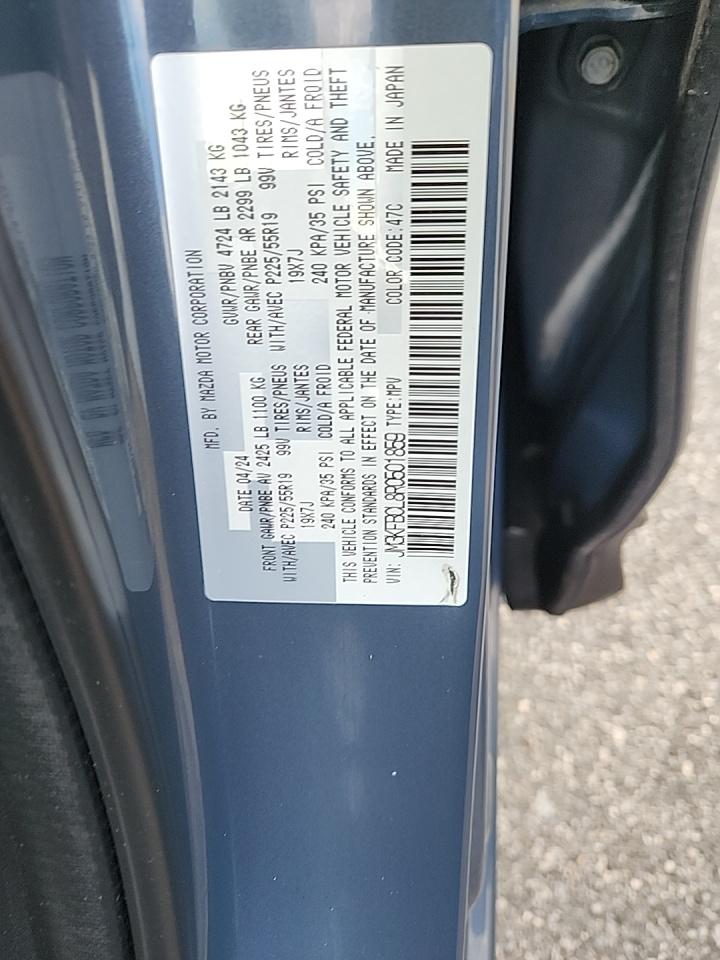 MFD. BY MAZDA MOTOR CORPORATION
DATE 04/24 GVWR/PNBV 4724 LB 2143 KG
FRONT GAWR/PNBE AV 2425 LB 1100 KG REAR GAWR/PNBE AR 2299 LB 1043 KG
WITH/AVEC P225/55R19 99V TIRES/PNEUS WITH/AVEC P225/55R19 99V TIRES/PNEUS
19X7J RIMS/JANTES 19X7J RIMS/JANTES
240 KPA/35 PSI COLD/A FROID 240 KPA/35 PSI COLD/A FROID
THIS VEHICLE CONFORMS TO ALL APPLICABLE FEDERAL MOTOR VEHICLE SAFETY AND THEFT
PREVENTION STANDARDS IN EFFECT ON THE DATE OF MANUFACTURE SHOWN ABOVE.
VIN: JM3KFBCL8R0501859 TYPE:MPV COLOR CODE:47C MADE IN JAPAN